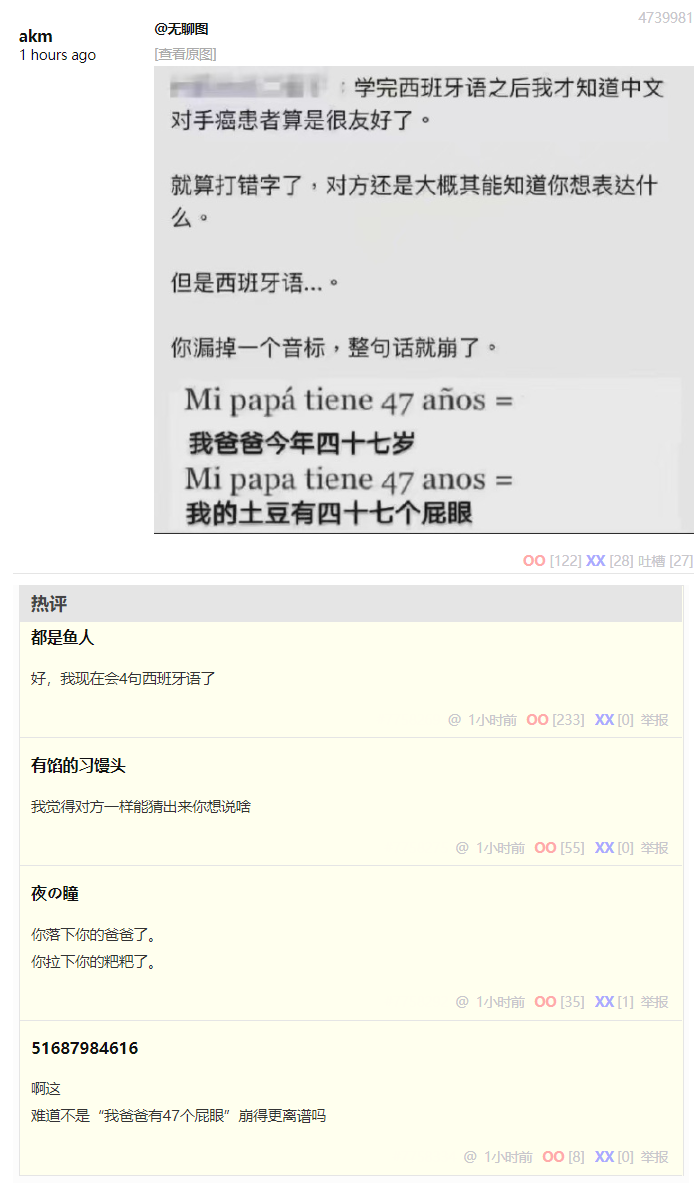 4739981
akm
1 hours ago
@无聊图
[查看原图]
：学完西班牙语之后我才知道中文
对手癌患者算是很友好了。
就算打错字了，对方还是大概其能知道你想表达什
么。
但是西班牙语...。
你漏掉一个音标，整句话就崩了。
Mi papá tiene 47 años =
我爸爸今年四十七岁
Mi papa tiene 47 anos =
我的土豆有四十七个屁眼
OO [122] XX [28] 吐槽 [27]
热评
都是鱼人
好，我现在会4句西班牙语了
@ 1小时前 OO [233] XX [0] 举报
有馅的习馒头
我觉得对方一样能猜出来你想说啥
@ 1小时前 OO [55] XX [0] 举报
夜の瞳
你落下你的爸爸了。
你拉下你的粑粑了。
@ 1小时前 OO [35] XX [1] 举报
51687984616
啊这
难道不是“我爸爸有47个屁眼”崩得更离谱吗
@ 1小时前 OO [8] XX [0] 举报